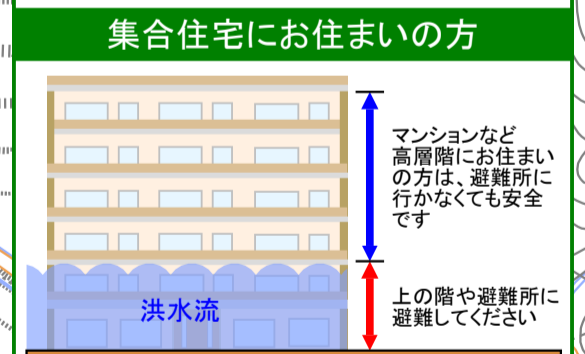 集合住宅にお住まいの方
マンションなど
高層階にお住まい
の方は、避難所に
行かなくても安全
です
洪水流
上の階や避難所に
避難してください